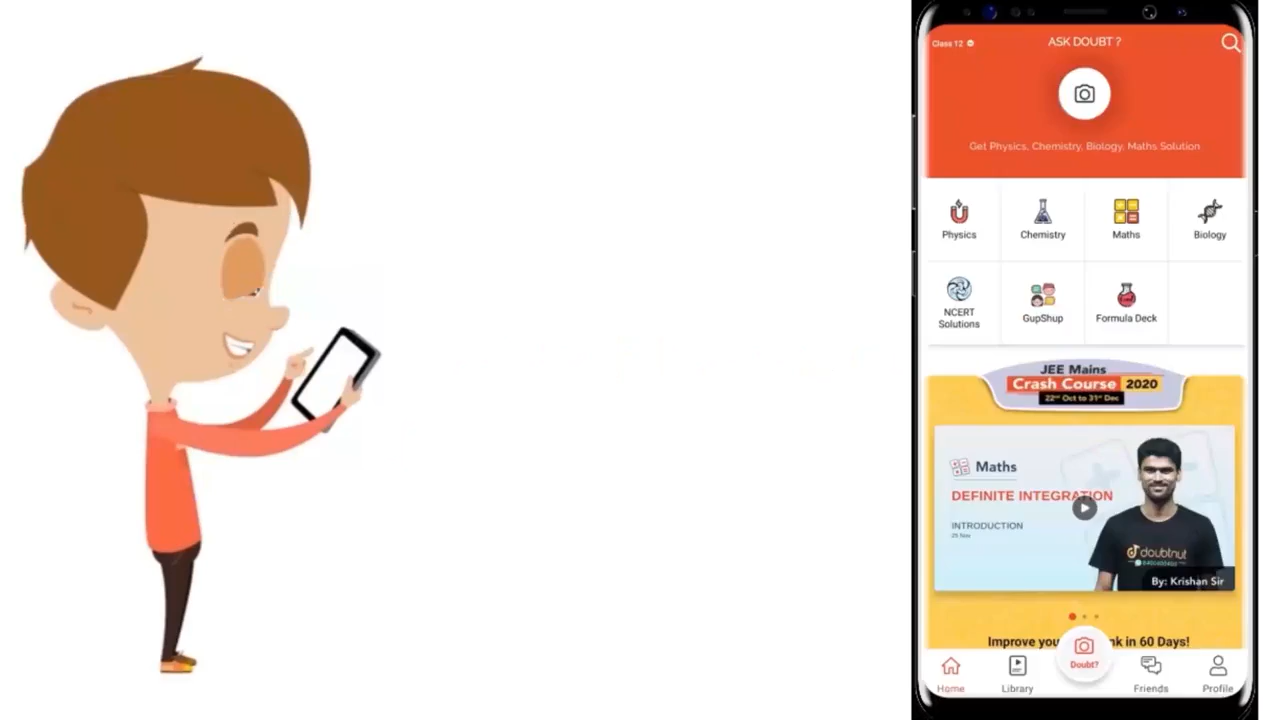 Class 12
ASK DOUBT ?
Get Physics, Chemistry, Biology, Maths Solution
Physics
Chemistry
Maths
Biology
NCERT
Solutions
GupShup
Formula Deck
JEE Mains
Crash Course 2020
22nd Oct to 31st Dec
Maths
DEFINITE INTEGRATION
INTRODUCTION
doubtnut
By: Krishan Sir
Improve you nk in 60 Days!
Doubt?
Home
Library
Friends
Profile